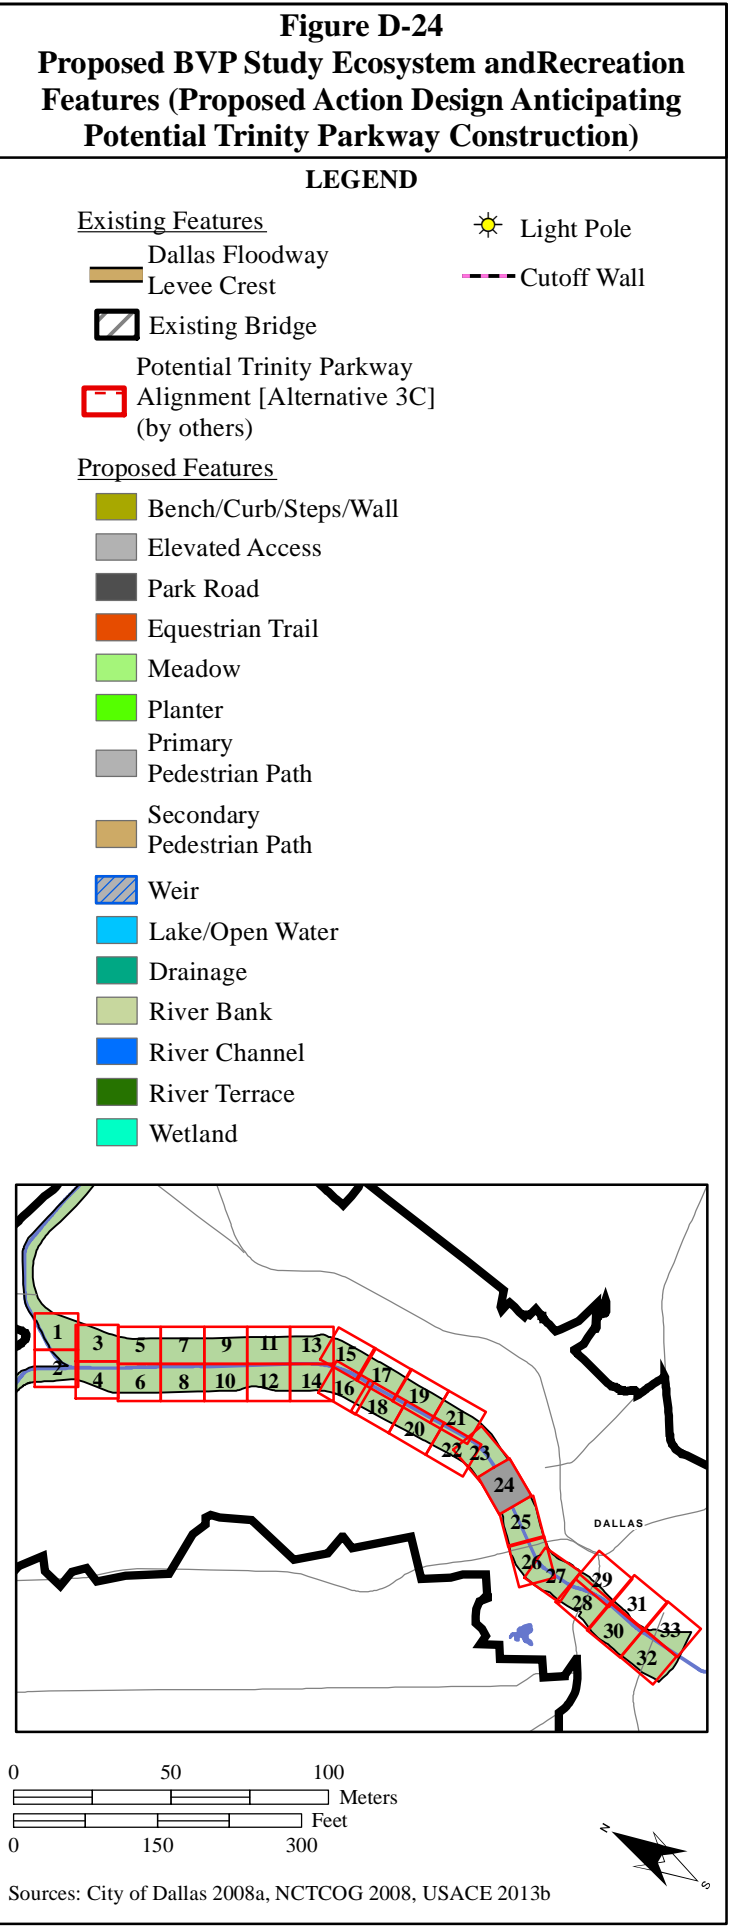 Figure D-24
Proposed BVP Study Ecosystem andRecreation
Features (Proposed Action Design Anticipating
Potential Trinity Parkway Construction)
LEGEND
Existing Features
Dallas Floodway
Levee Crest
Existing Bridge
Potential Trinity Parkway
Alignment [Alternative 3C]
(by others)
Light Pole
Cutoff Wall
Proposed Features
Bench/Curb/Steps/Wall
Elevated Access
Park Road
Equestrian Trail
Meadow
Planter
Primary
Pedestrian Path
Secondary
Pedestrian Path
Weir
Lake/Open Water
Drainage
River Bank
River Channel
River Terrace
Wetland
1
2
3
4
5
6
7
8
9
10
11
12
13
14
15
16
17
18
19
20
21
22
23
24
25
26
27
28
29
30
31
32
33
DALLAS
0 50 100
Meters
Feet
0 150 300
N
S
Sources: City of Dallas 2008a, NCTCOG 2008, USACE 2013b